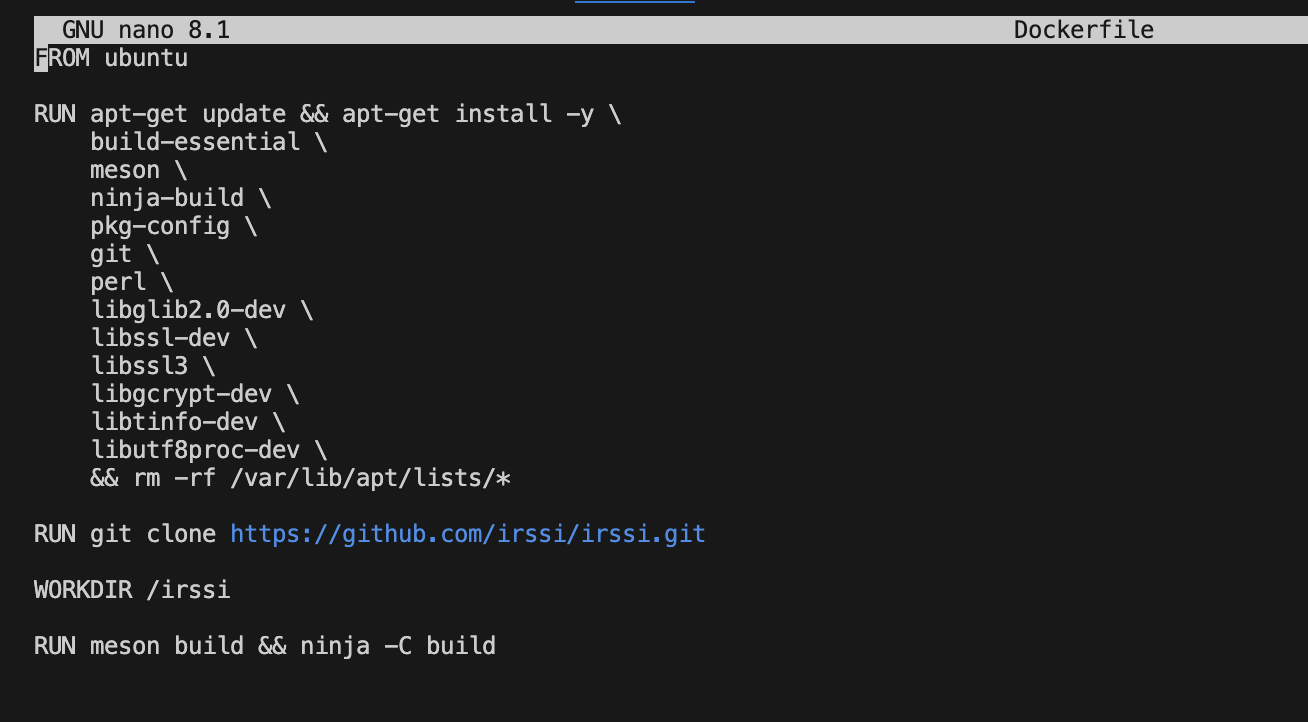 GNU nano 8.1 Dockerfile
FROM ubuntu
RUN apt-get update && apt-get install -y \
build-essential \
meson \
ninja-build \
pkg-config \
git \
perl \
libglib2.0-dev \
libssl-dev \
libssl3 \
libgcrypt-dev \
libtinfo-dev \
libutf8proc-dev \
&& rm -rf /var/lib/apt/lists/*
RUN git clone https://github.com/irssi/irssi.git
WORKDIR /irssi
RUN meson build && ninja -C build